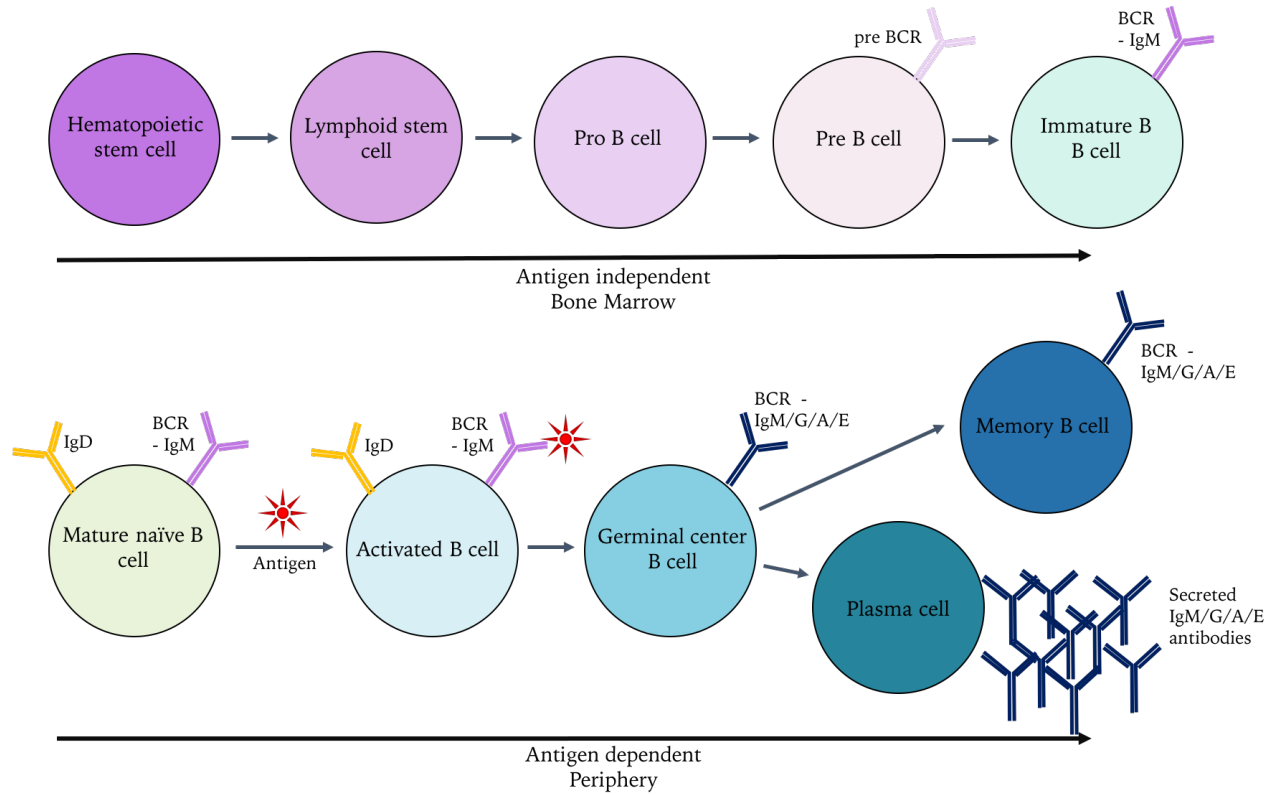 Hematopoietic
stem cell
Lymphoid stem
cell
Pro B cell
pre BCR
Pre B cell
BCR
- IgM
Immature B
B cell
Antigen independent
Bone Marrow
IgD
BCR
- IgM
Mature naïve B
cell
Antigen
IgD
BCR
- IgM
Activated B cell
BCR -
IgM/G/A/E
Germinal center
B cell
BCR -
IgM/G/A/E
Memory B cell
Plasma cell
Secreted
IgM/G/A/E
antibodies
Antigen dependent
Periphery